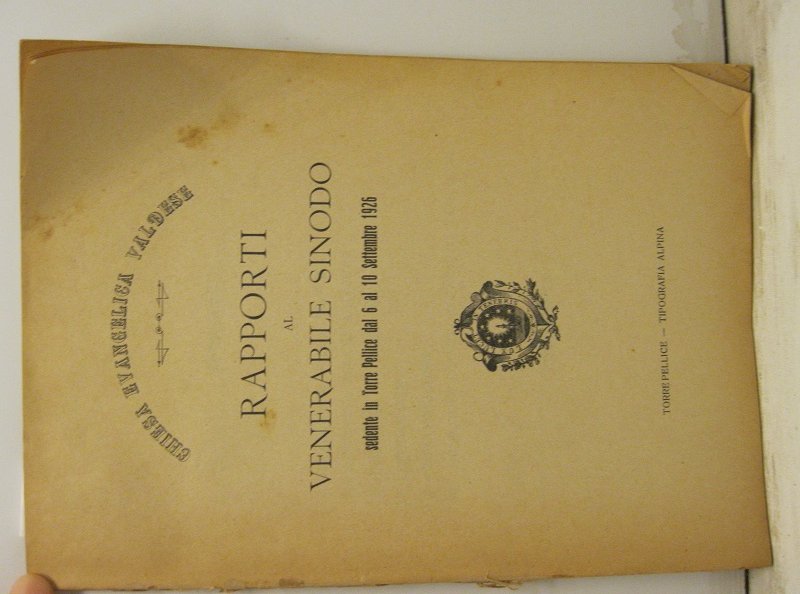 CHIESA EVANGELICA VALDESE
RAPPORTI
AL
VENERABILE SINODO
sedente in Torre Pellice dal 6 al 10 Settembre 1926
TORRE PELLICE — TIPOGRAFIA ALPINA